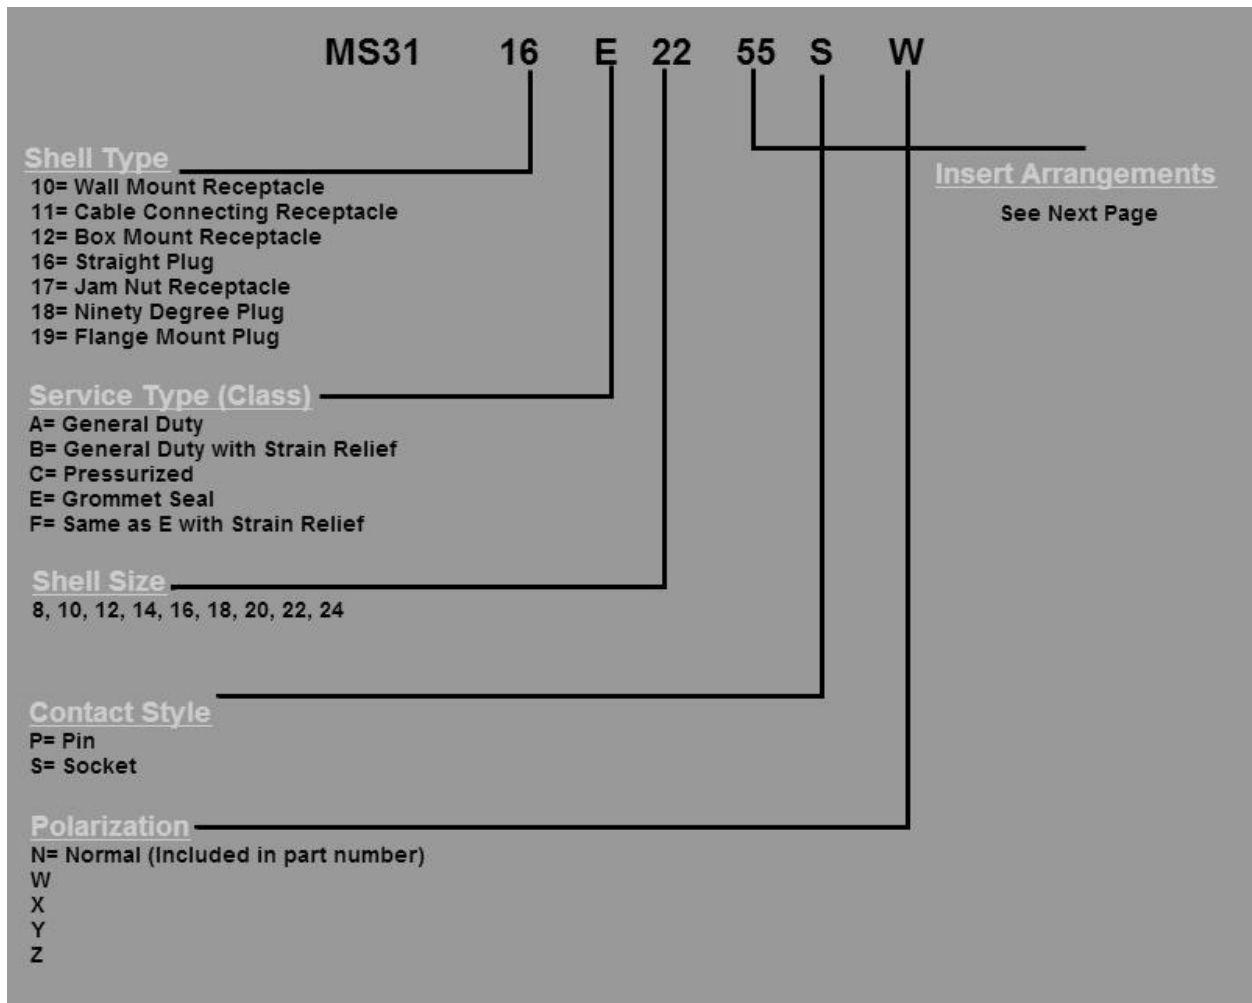 MS31 16 E 22 55 S W
Shell Type
10= Wall Mount Receptacle
11= Cable Connecting Receptacle
12= Box Mount Receptacle
16= Straight Plug
17= Jam Nut Receptacle
18= Ninety Degree Plug
19= Flange Mount Plug
Insert Arrangements
See Next Page
Service Type (Class)
A= General Duty
B= General Duty with Strain Relief
C= Pressurized
E= Grommet Seal
F= Same as E with Strain Relief
Shell Size
8, 10, 12, 14, 16, 18, 20, 22, 24
Contact Style
P= Pin
S= Socket
Polarization
N= Normal (Included in part number)
W
X
Y
Z